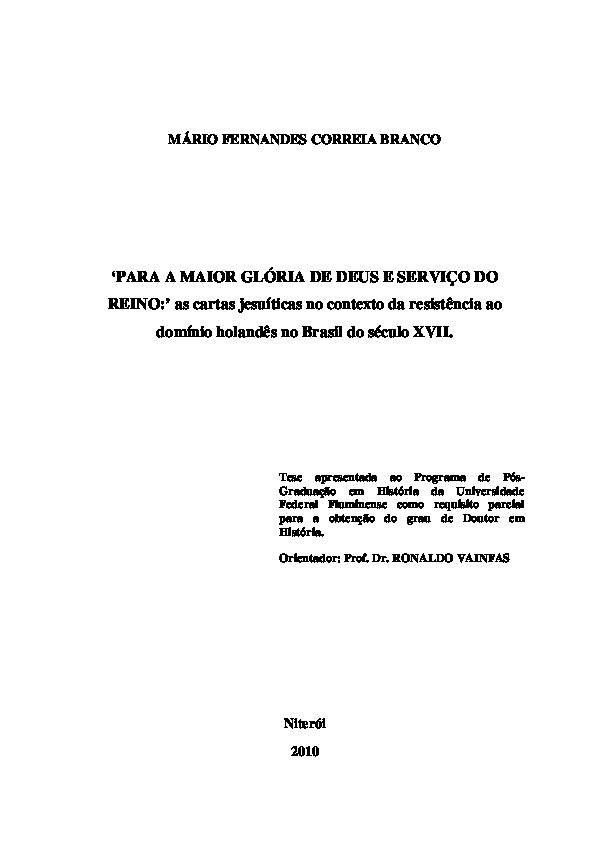 MÁRIO FERNANDES CORREIA BRANCO
‘PARA A MAIOR GLÓRIA DE DEUS E SERVIÇO DO
REINO:’ as cartas jesuíticas no contexto da resistência ao
domínio holandês no Brasil do século XVII.
Tese apresentada ao Programa de Pós-
Graduação em História da Universidade
Federal Fluminense como requisito parcial
para a obtenção do grau de Doutor em
História.
Orientador: Prof. Dr. RONALDO VAINFAS
Niterói
2010